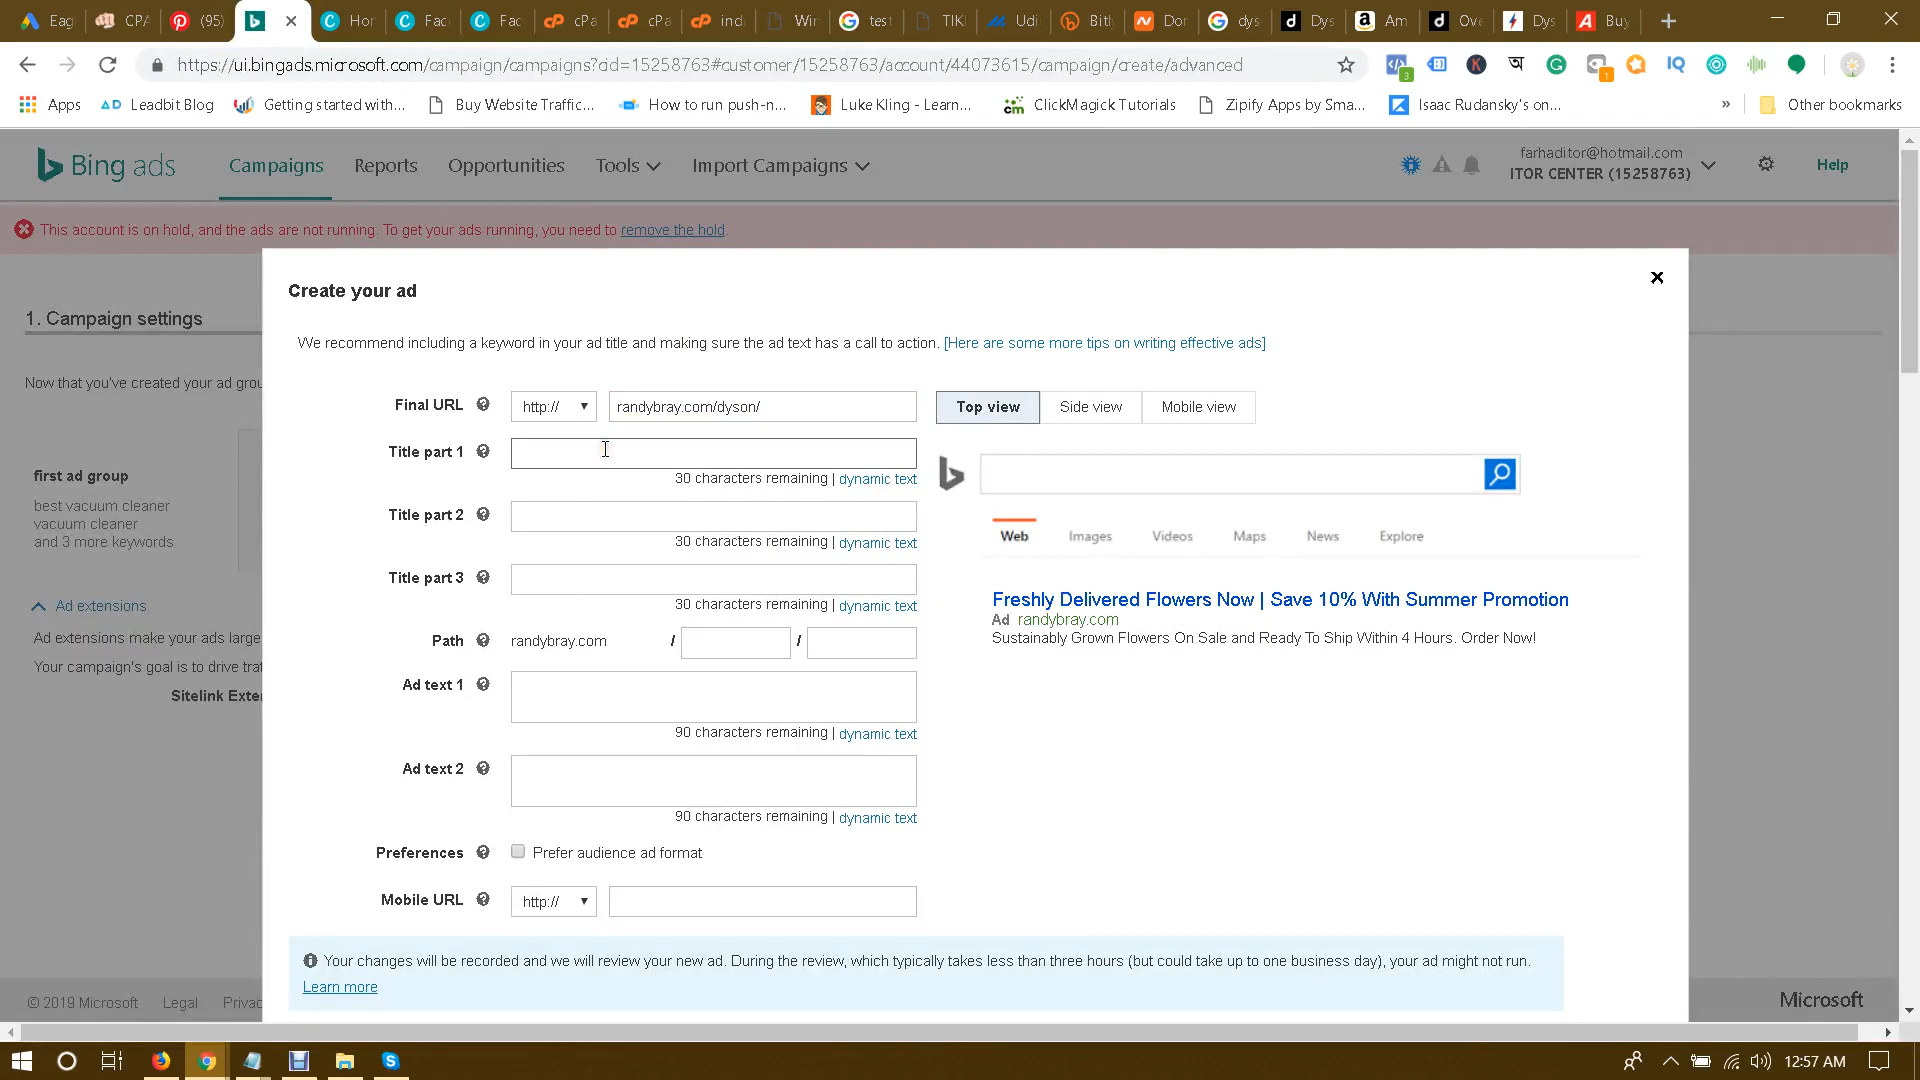 Eag
CPA
(95)
Hor
Fac
Fac
cPa
cPa
ind
Wir
test
TIKI
Udi
Bitl
Dor
dys
Dys
Am
Ove
Dys
Buy
https://ui.bingads.microsoft.com/campaign/campaigns?cid=15258763#customer/15258763/account/44073615/campaign/create/advanced
Apps
Leadbit Blog
Getting started with...
Buy Website Traffic...
How to run push-n...
Luke Kling - Learn...
ClickMagick Tutorials
Zipify Apps by Sma...
Isaac Rudansky's on...
»
Other bookmarks
Bing ads
Campaigns
Reports
Opportunities
Tools
Import Campaigns
farhaditor@hotmail.com
ITOR CENTER (15258763)
Help
This account is on hold, and the ads are not running. To get your ads running, you need to remove the hold.
Create your ad
1. Campaign settings
We recommend including a keyword in your ad title and making sure the ad text has a call to action. [Here are some more tips on writing effective ads]
Now that you've created your ad grou
Final URL
http://
randybray.com/dyson/
Top view
Side view
Mobile view
Title part 1
30 characters remaining | dynamic text
first ad group
best vacuum cleaner
vacuum cleaner
and 3 more keywords
Title part 2
30 characters remaining | dynamic text
Web
Images
Videos
Maps
News
Explore
Title part 3
30 characters remaining | dynamic text
Freshly Delivered Flowers Now | Save 10% With Summer Promotion
Ad randybray.com
Sustainably Grown Flowers On Sale and Ready To Ship Within 4 Hours. Order Now!
Ad extensions
Ad extensions make your ads large
Your campaign's goal is to drive traf
Sitelink Exte
Path
randybray.com
/
/
Ad text 1
90 characters remaining | dynamic text
Ad text 2
90 characters remaining | dynamic text
Preferences
Prefer audience ad format
Mobile URL
http://
Your changes will be recorded and we will review your new ad. During the review, which typically takes less than three hours (but could take up to one business day), your ad might not run.
Learn more
© 2019 Microsoft
Legal
Privac
Microsoft
12:57 AM